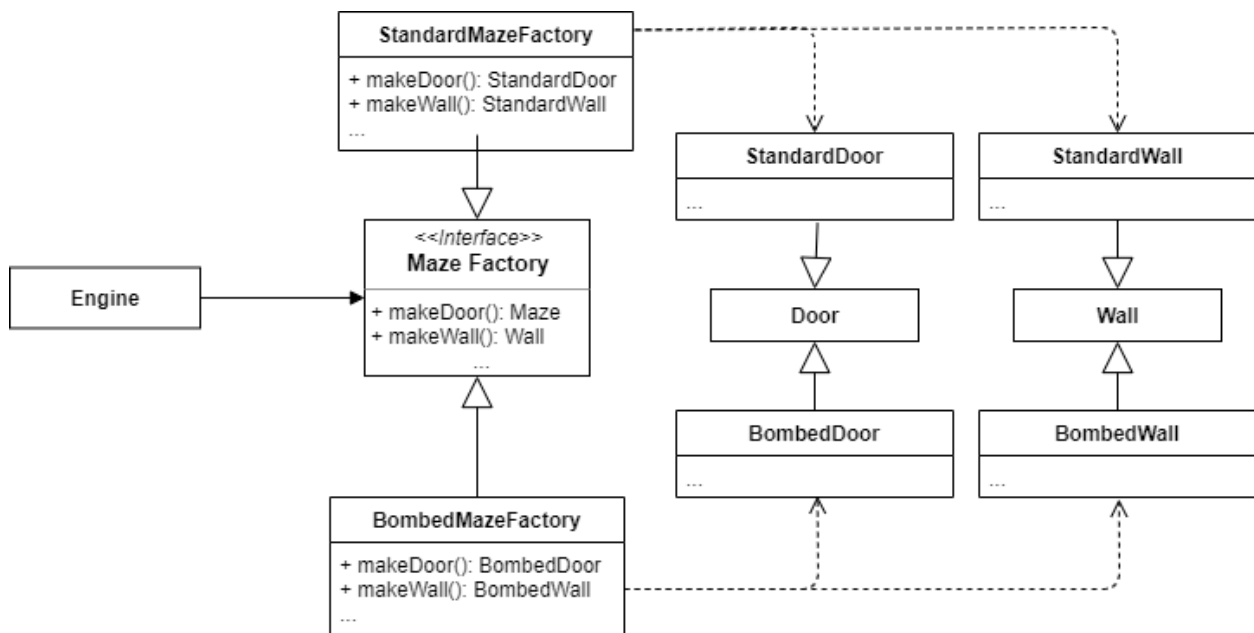 StandardMazeFactory
+ makeDoor(): StandardDoor
+ makeWall(): StandardWall
...
StandardDoor
...
StandardWall
...
<<Interface>>
Maze Factory
+ makeDoor(): Maze
+ makeWall(): Wall
...
Engine
Door
Wall
BombedDoor
...
BombedWall
...
BombedMazeFactory
+ makeDoor(): BombedDoor
+ makeWall(): BombedWall
...